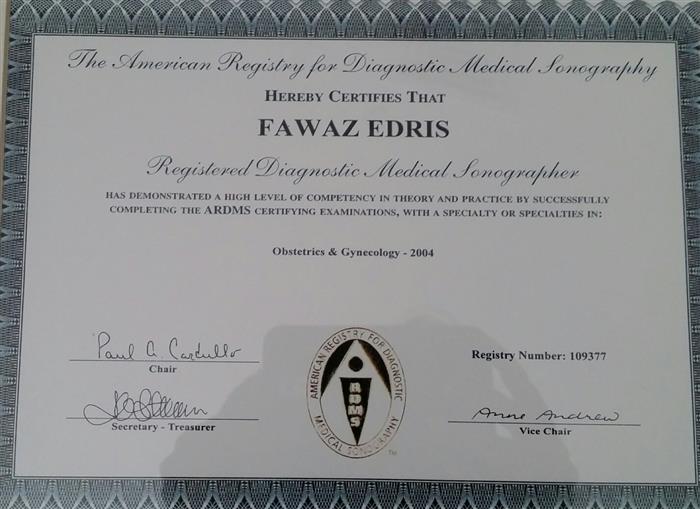 The American Registry for Diagnostic Medical Sonography
HEREBY CERTIFIES THAT
FAWAZ EDRIS
Registered Diagnostic Medical Sonographer
HAS DEMONSTRATED A HIGH LEVEL OF COMPETENCY IN THEORY AND PRACTICE BY SUCCESSFULLY
COMPLETING THE ARDMS CERTIFYING EXAMINATIONS, WITH A SPECIALTY OR SPECIALTIES IN:
Obstetrics & Gynecology - 2004
Paul A. Cardullo
Chair
Registry Number: 109377
AMERICAN REGISTRY FOR DIAGNOSTIC
MEDICAL SONOGRAPHY
ARDMS
TM
Secretary - Treasurer
Anne Andrew
Vice Chair